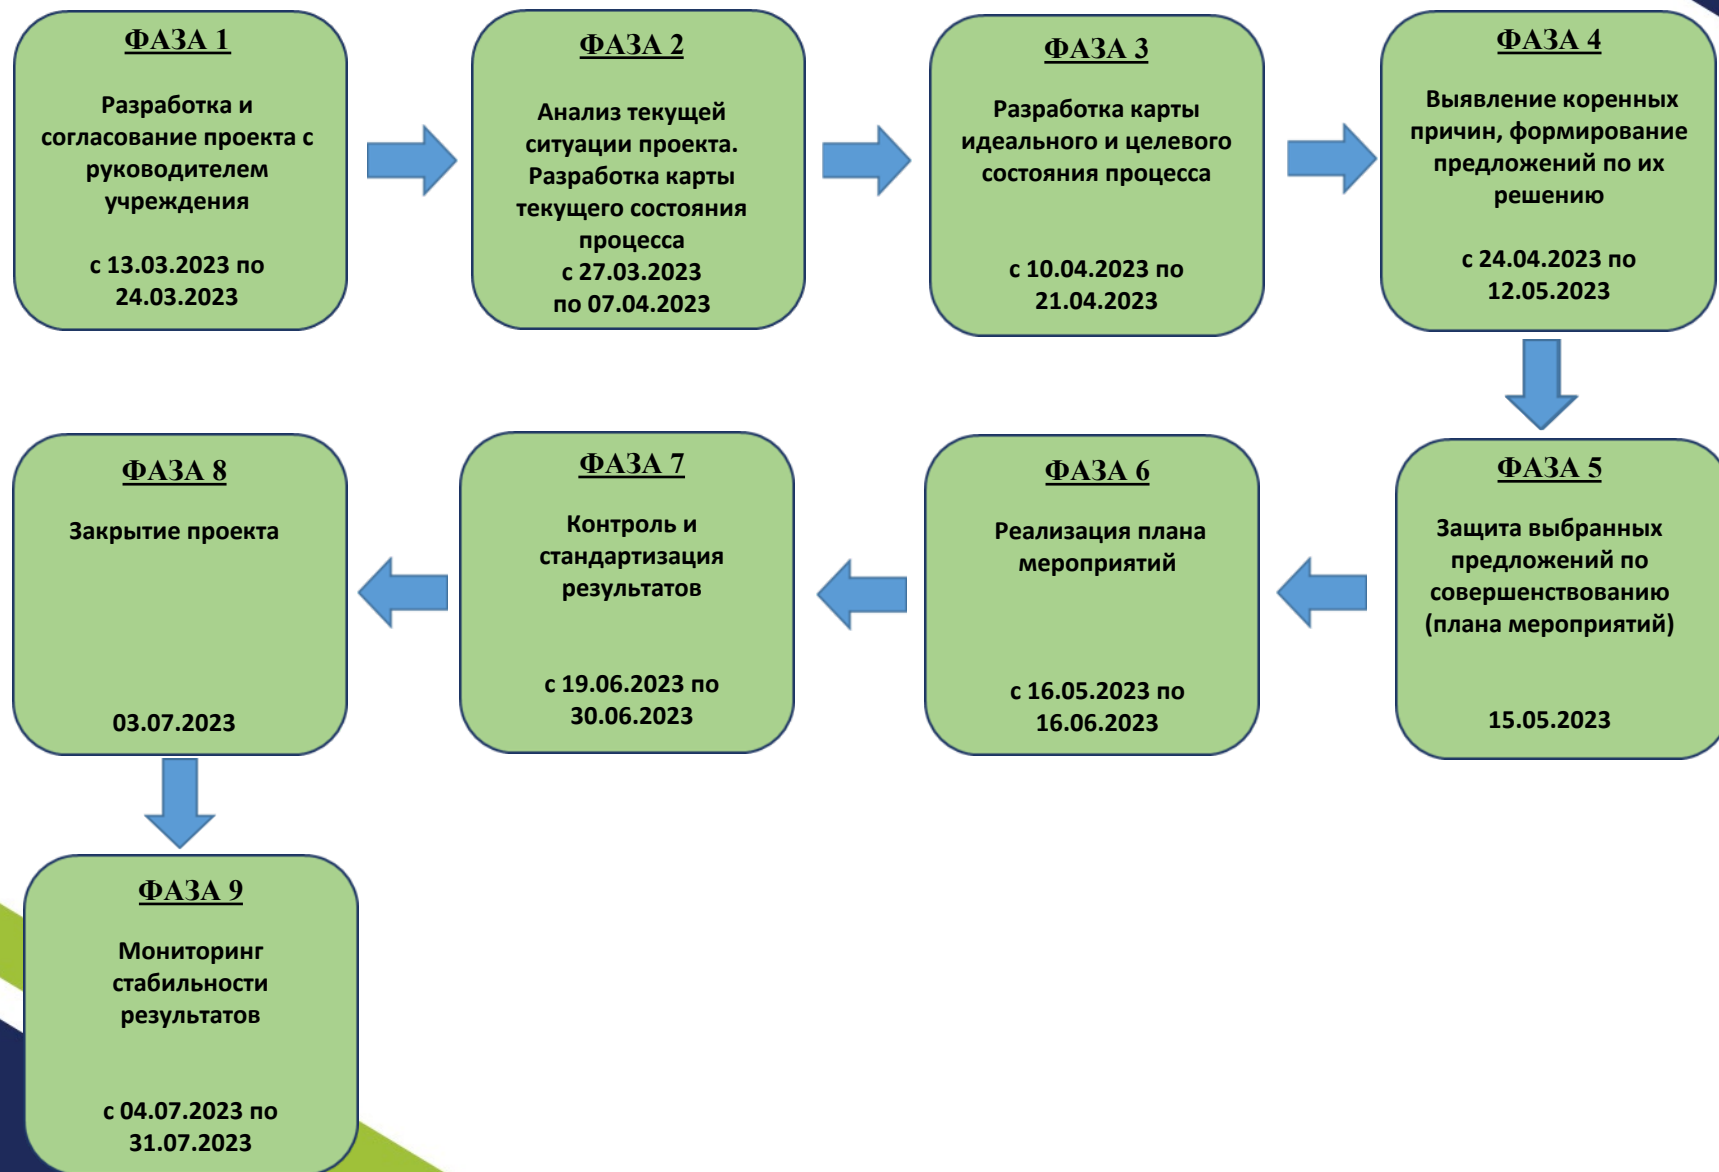 ФАЗА 1
Разработка и
согласование проекта с
руководителем
учреждения
с 13.03.2023 по
24.03.2023
ФАЗА 2
Анализ текущей
ситуации проекта.
Разработка карты
текущего состояния
процесса
с 27.03.2023
по 07.04.2023
ФАЗА 3
Разработка карты
идеального и целевого
состояния процесса
с 10.04.2023 по
21.04.2023
ФАЗА 4
Выявление коренных
причин, формирование
предложений по их
решению
с 24.04.2023 по
12.05.2023
ФАЗА 5
Защита выбранных
предложений по
совершенствованию
(плана мероприятий)
15.05.2023
ФАЗА 6
Реализация плана
мероприятий
с 16.05.2023 по
16.06.2023
ФАЗА 7
Контроль и
стандартизация
результатов
с 19.06.2023 по
30.06.2023
ФАЗА 8
Закрытие проекта
03.07.2023
ФАЗА 9
Мониторинг
стабильности
результатов
с 04.07.2023 по
31.07.2023